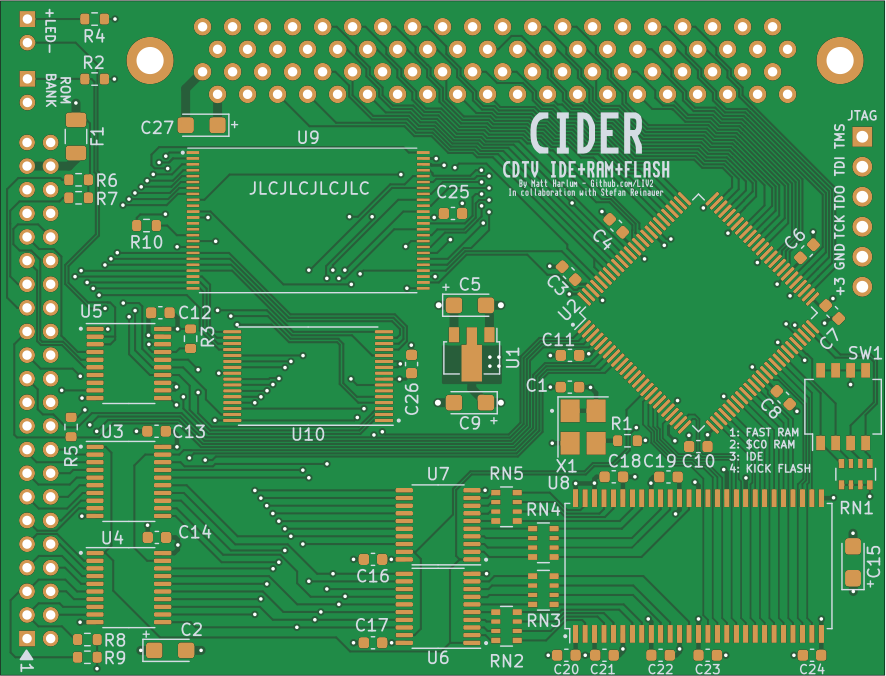 +LED-
R4
R2
ROM
BANK
F1
C27
U9
CIDER
CDTV IDE+RAM+FLASH
By Matt Harlum - Github.com/LIV2
In collaboration with Stefan Reinauer
JTAG
+3 GND TCK TDO TDI TMS
JLCJLCJLCJLC
R6
R7
C25
R10
C4
C6
C3
U2
C5
U5
C12
R3
C7
U1
C11
SW1
C26
C1
C8
C9
R1
R5
U3
C13
U10
X1
C10
1: FAST RAM
2: $C0 RAM
3: IDE
4: KICK FLASH
U7
RN5
U8
C18
C19
RN1
RN4
U4
C14
C16
C15
RN3
C17
C2
R8
R9
1
U6
RN2
C20
C21
C22
C23
C24